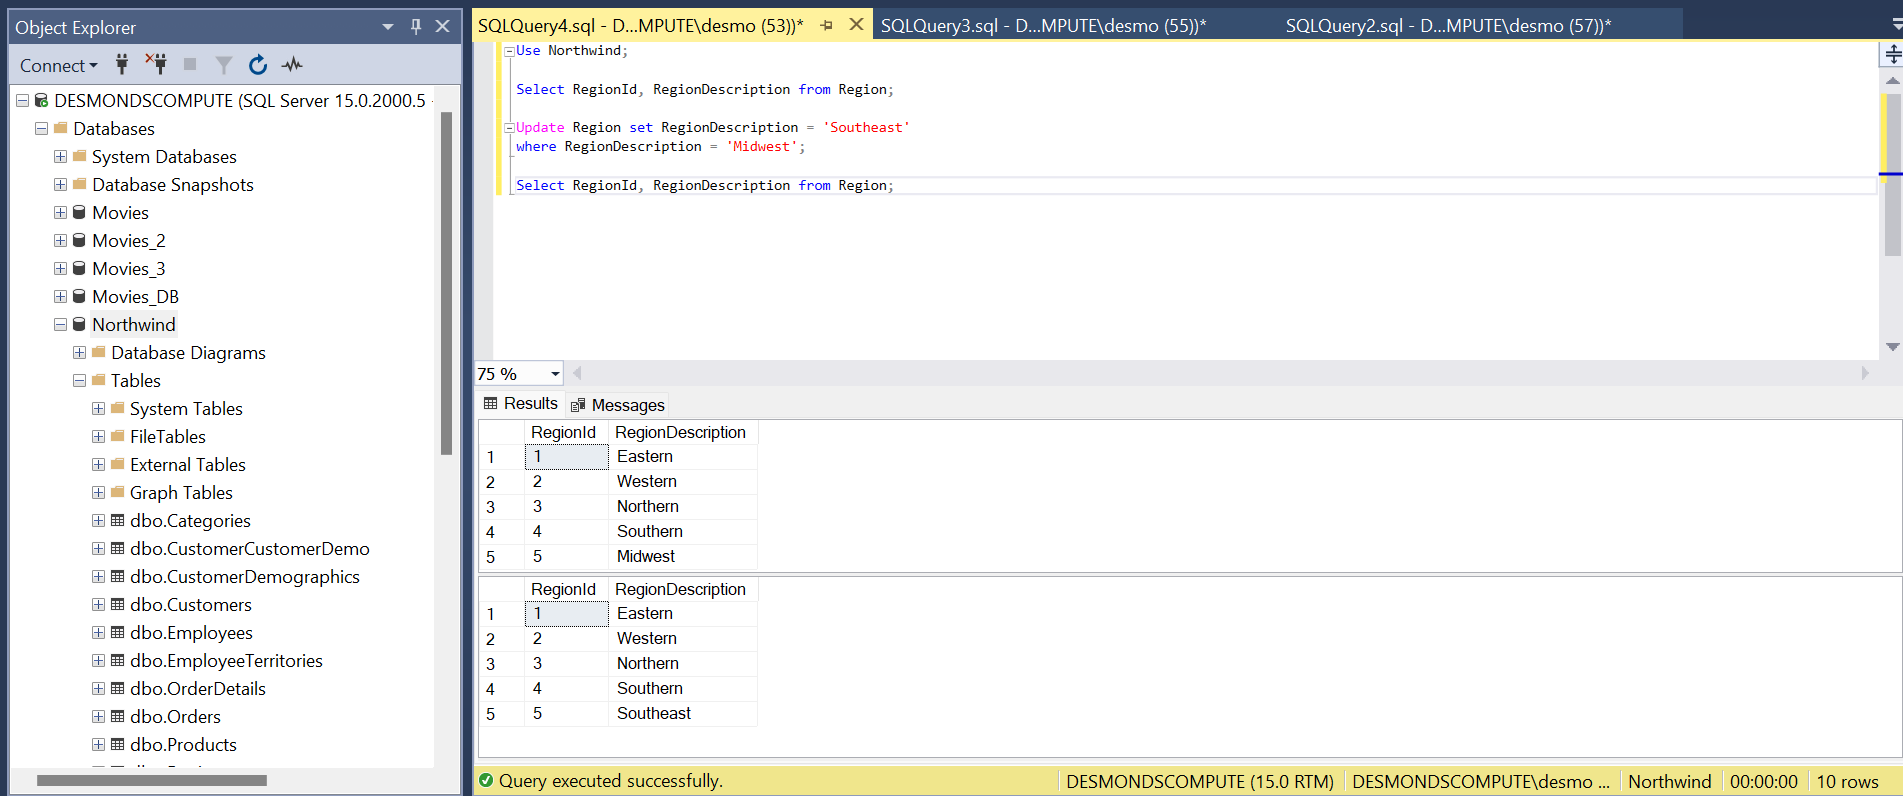 Object Explorer
Connect
DESMONDSCOMPUTE (SQL Server 15.0.2000.5
Databases
System Databases
Database Snapshots
Movies
Movies_2
Movies_3
Movies_DB
Northwind
Database Diagrams
Tables
System Tables
FileTables
External Tables
Graph Tables
dbo.Categories
dbo.CustomerCustomerDemo
dbo.CustomerDemographics
dbo.Customers
dbo.Employees
dbo.EmployeeTerritories
dbo.OrderDetails
dbo.Orders
dbo.Products
SQLQuery4.sql - D...MPUTE\desmo (53))* SQLQuery3.sql - D...MPUTE\desmo (55))* SQLQuery2.sql - D...MPUTE\desmo (57))*
Use Northwind;
Select RegionId, RegionDescription from Region;
Update Region set RegionDescription = 'Southeast'
where RegionDescription = 'Midwest';
Select RegionId, RegionDescription from Region;
75 %
Results Messages
RegionId RegionDescription
1 1 Eastern
2 2 Western
3 3 Northern
4 4 Southern
5 5 Midwest
RegionId RegionDescription
1 1 Eastern
2 2 Western
3 3 Northern
4 4 Southern
5 5 Southeast
Query executed successfully. DESMONDSCOMPUTE (15.0 RTM) DESMONDSCOMPUTE\desmo ... Northwind 00:00:00 10 rows